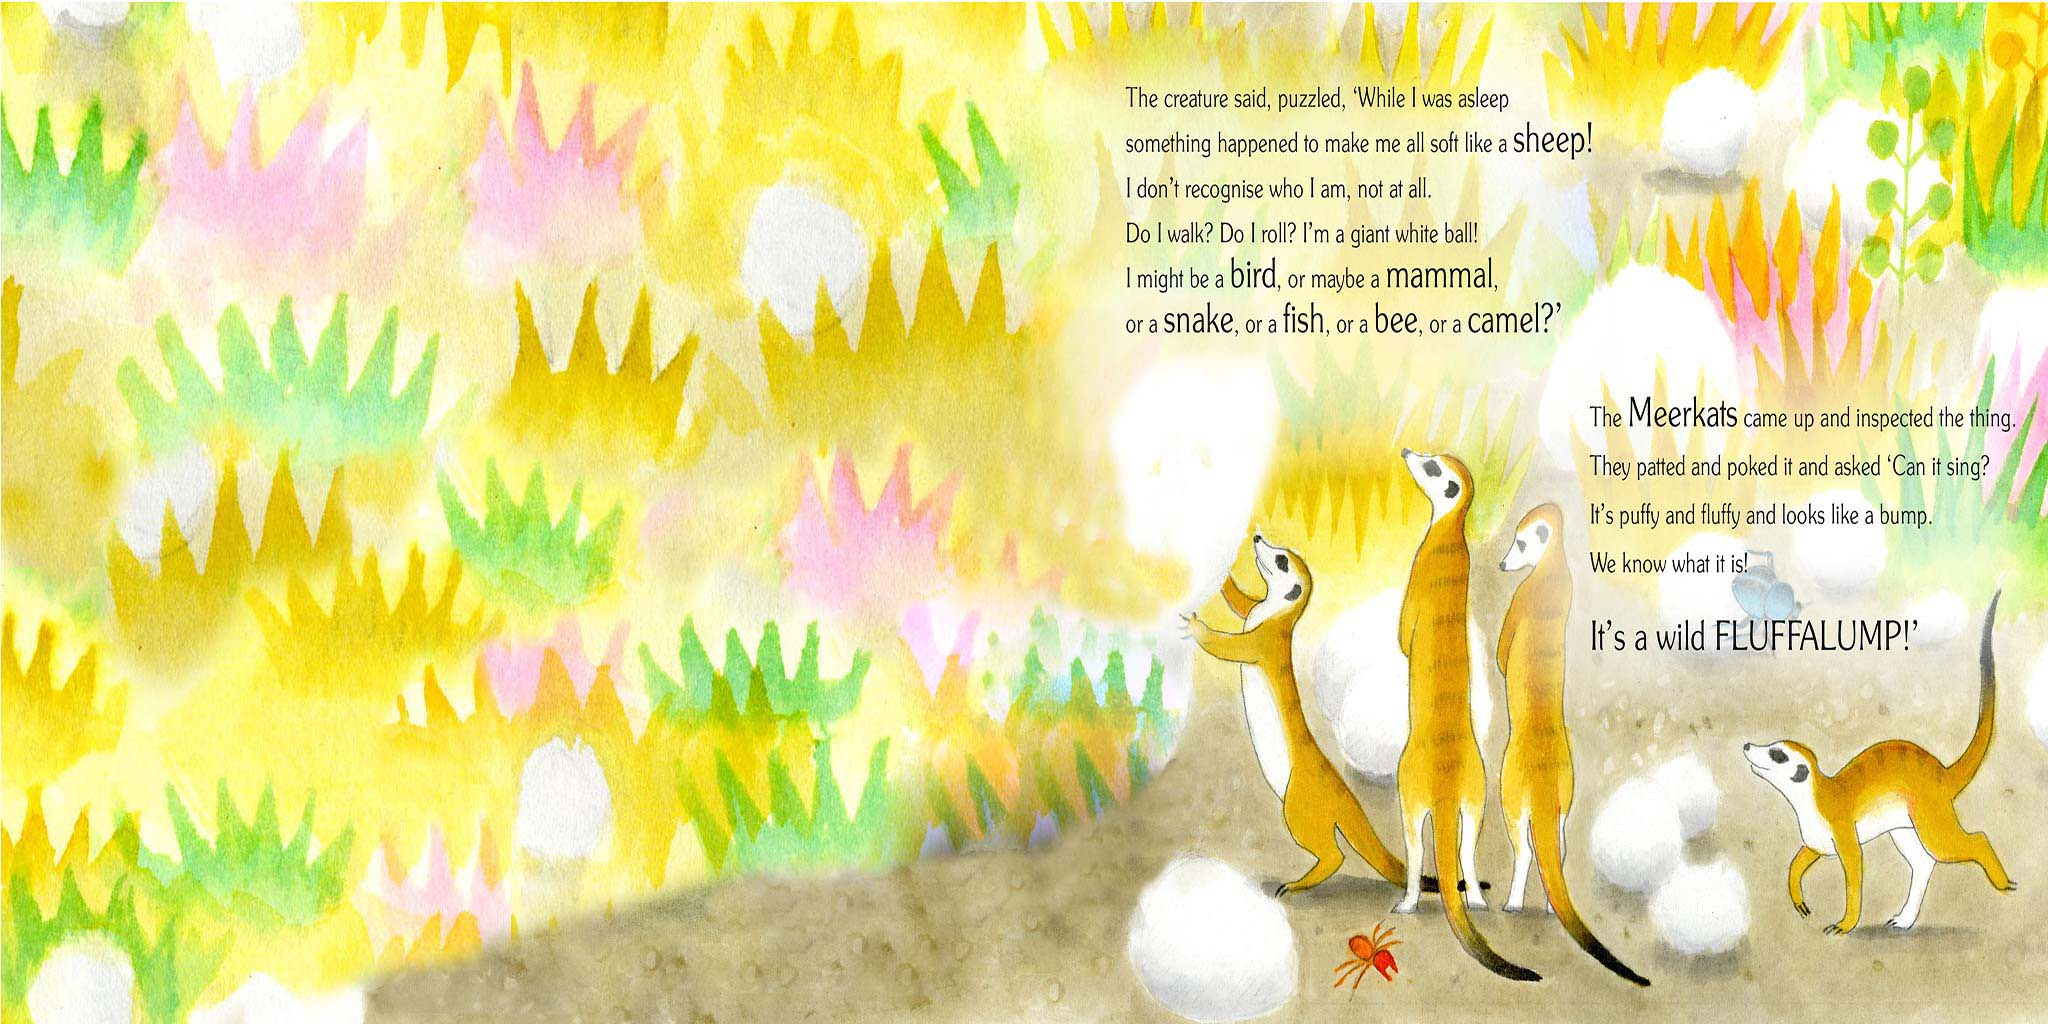 The creature said, puzzled, ‘While I was asleep
something happened to make me all soft like a sheep!
I don’t recognise who I am, not at all.
Do I walk? Do I roll? I’m a giant white ball!
I might be a bird, or maybe a mammal,
or a snake, or a fish, or a bee, or a camel?’
The Meerkats came up and inspected the thing.
They patted and poked it and asked ‘Can it sing?
It’s puffy and fluffy and looks like a bump.
We know what it is!
It’s a wild FLUFFALUMP!’